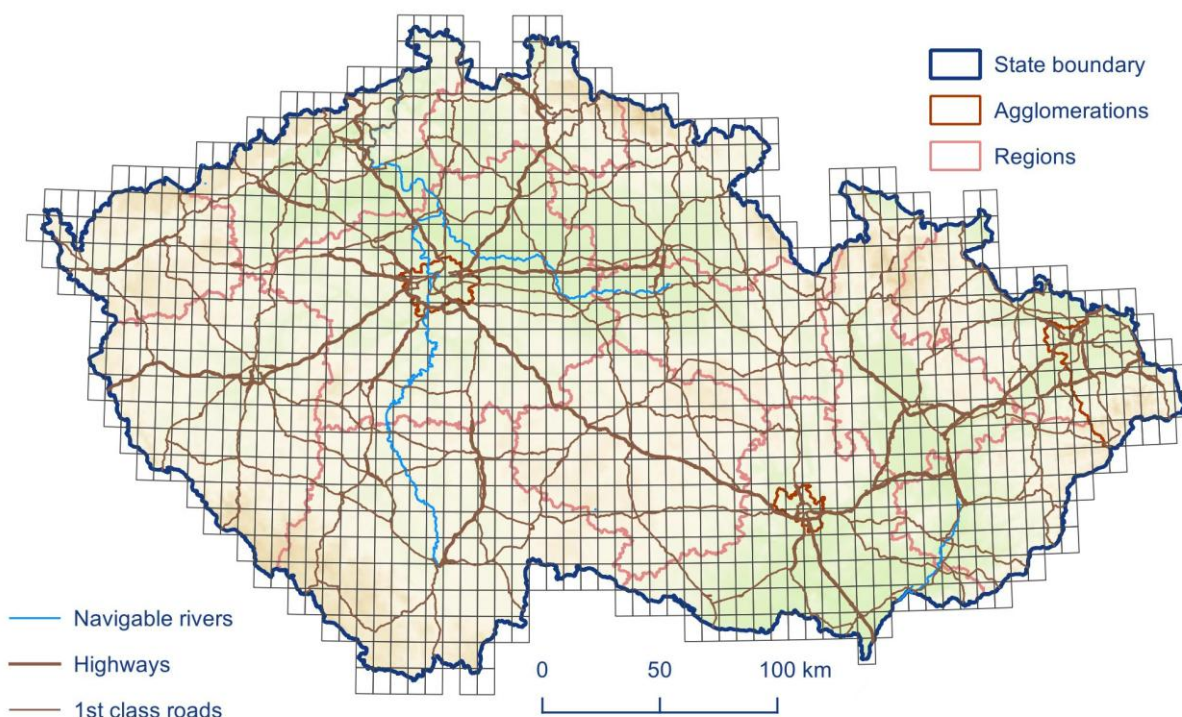 State boundary
Agglomerations
Regions
Navigable rivers
Highways
1st class roads
0 50 100 km